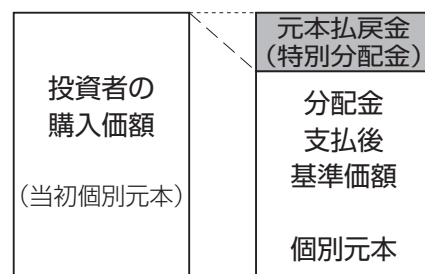 投資者の
購入価額
（当初個別元本）
元本払戻金
（特別分配金）
分配金
支払後
基準価額
個別元本